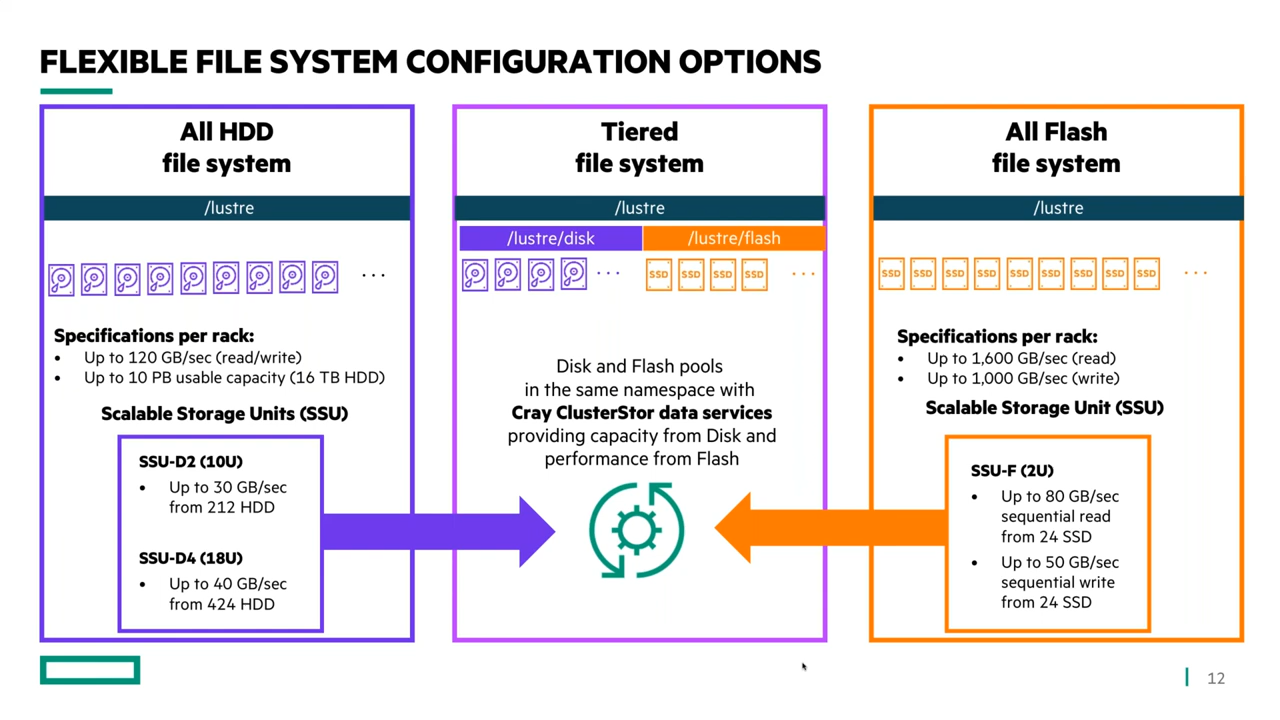 FLEXIBLE FILE SYSTEM CONFIGURATION OPTIONS
All HDD
file system
/lustre
Specifications per rack:
• Up to 120 GB/sec (read/write)
• Up to 10 PB usable capacity (16 TB HDD)
Scalable Storage Units (SSU)
SSU-D2 (10U)
• Up to 30 GB/sec
from 212 HDD
SSU-D4 (18U)
• Up to 40 GB/sec
from 424 HDD
Tiered
file system
/lustre
/lustre/disk
/lustre/flash
SSD SSD SSD SSD
Disk and Flash pools
in the same namespace with
Cray ClusterStor data services
providing capacity from Disk and
performance from Flash
All Flash
file system
/lustre
SSD SSD SSD SSD SSD SSD SSD SSD SSD
Specifications per rack:
• Up to 1,600 GB/sec (read)
• Up to 1,000 GB/sec (write)
Scalable Storage Unit (SSU)
SSU-F (2U)
• Up to 80 GB/sec
sequential read
from 24 SSD
• Up to 50 GB/sec
sequential write
from 24 SSD
12